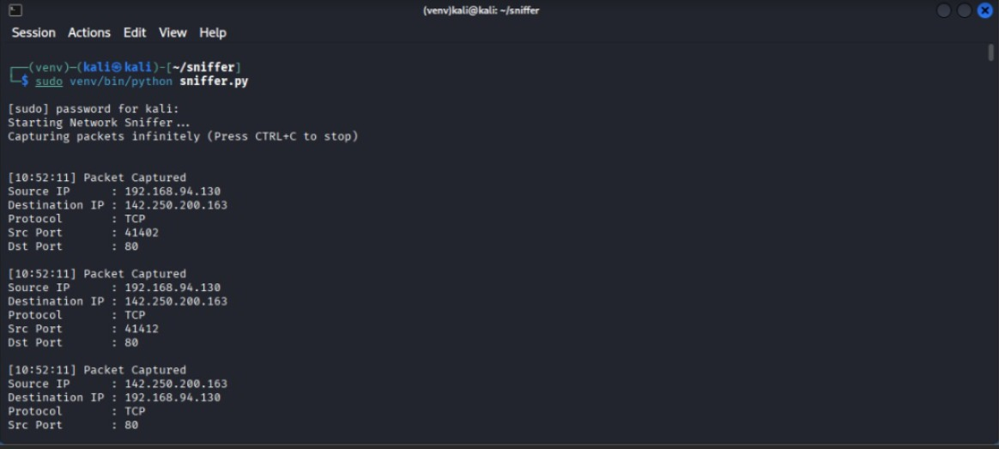 (venv)kali@kali: ~/sniffer
Session Actions Edit View Help
┌──(venv)─(kali㉿kali)-[~/sniffer]
└─$ sudo venv/bin/python sniffer.py
[sudo] password for kali:
Starting Network Sniffer...
Capturing packets infinitely (Press CTRL+C to stop)
[10:52:11] Packet Captured
Source IP      : 192.168.94.130
Destination IP : 142.250.200.163
Protocol       : TCP
Src Port       : 41402
Dst Port       : 80
[10:52:11] Packet Captured
Source IP      : 192.168.94.130
Destination IP : 142.250.200.163
Protocol       : TCP
Src Port       : 41412
Dst Port       : 80
[10:52:11] Packet Captured
Source IP      : 142.250.200.163
Destination IP : 192.168.94.130
Protocol       : TCP
Src Port       : 80